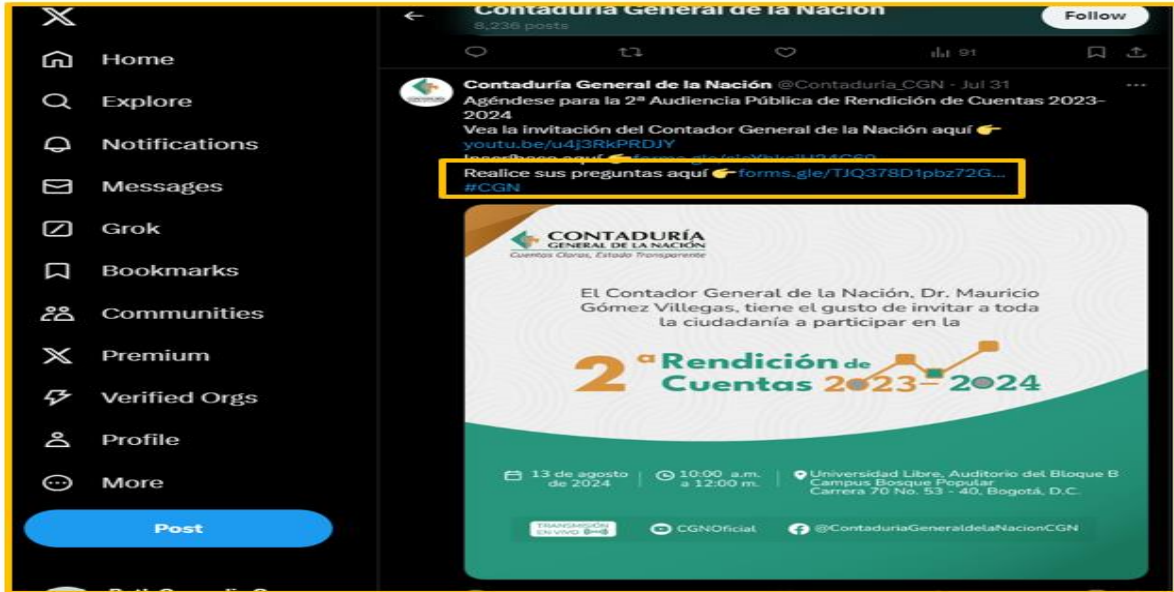 Home
Explore
Notifications
Messages
Grok
Bookmarks
Communities
Premium
Verified Orgs
Profile
More
Post
Contaduría General de la Nación
8,236 posts
Follow
91
Contaduría General de la Nación @Contaduria_CGN · Jul 31
Agéndese para la 2ª Audiencia Pública de Rendición de Cuentas 2023-
2024
Vea la invitación del Contador General de la Nación aquí 👉
youtu.be/u4j3RkPRDJY
Inscríbase aquí 👉
Realice sus preguntas aquí 👉forms.gle/TJQ378D1pbz72G...
#CGN
CONTADURÍA
GENERAL DE LA NACIÓN
Cuentas Claras, Estado Transparente
El Contador General de la Nación, Dr. Mauricio
Gómez Villegas, tiene el gusto de invitar a toda
la ciudadanía a participar en la
2ª Rendición de
Cuentas 2023-2024
13 de agosto
de 2024
10:00 a.m.
a 12:00 m.
Universidad Libre, Auditorio del Bloque B
Campus Bosque Popular
Carrera 70 No. 53 - 40, Bogotá, D.C.
TRANSMISIÓN
EN VIVO
CGNOficial
@ContaduriaGeneraldelaNacionCGN